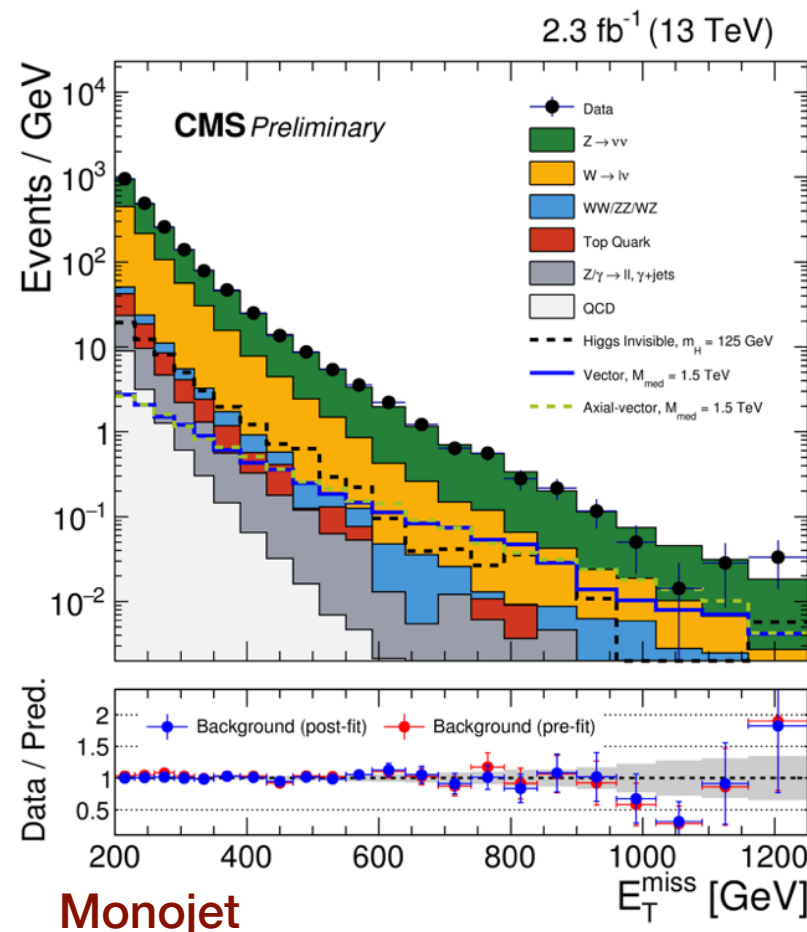 2.3 fb⁻¹ (13 TeV)
Events / GeV
10⁴
10³
10²
10
1
10⁻¹
10⁻²
CMS Preliminary
Data
Z → νν
W → lν
WW/ZZ/WZ
Top Quark
Z/γ → ll, γ+jets
QCD
Higgs Invisible, m_H = 125 GeV
Vector, M_med = 1.5 TeV
Axial-vector, M_med = 1.5 TeV
Data / Pred.
2
1.5
1
0.5
Background (post-fit)
Background (pre-fit)
200 400 600 800 1000 1200
E_T^miss [GeV]
Monojet